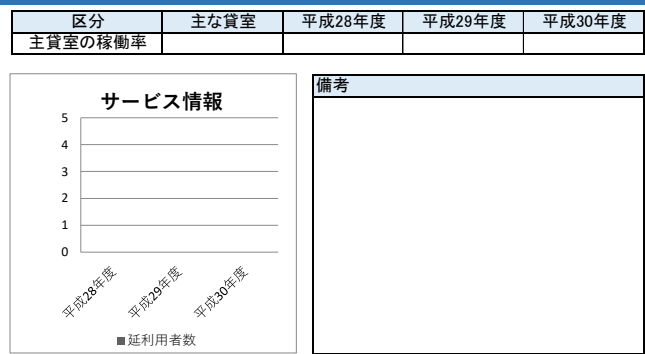 区分 主な貸室 平成28年度 平成29年度 平成30年度
主貸室の稼働率
サービス情報
5
4
3
2
1
0
平成28年度 平成29年度 平成30年度
■延利用者数
備考